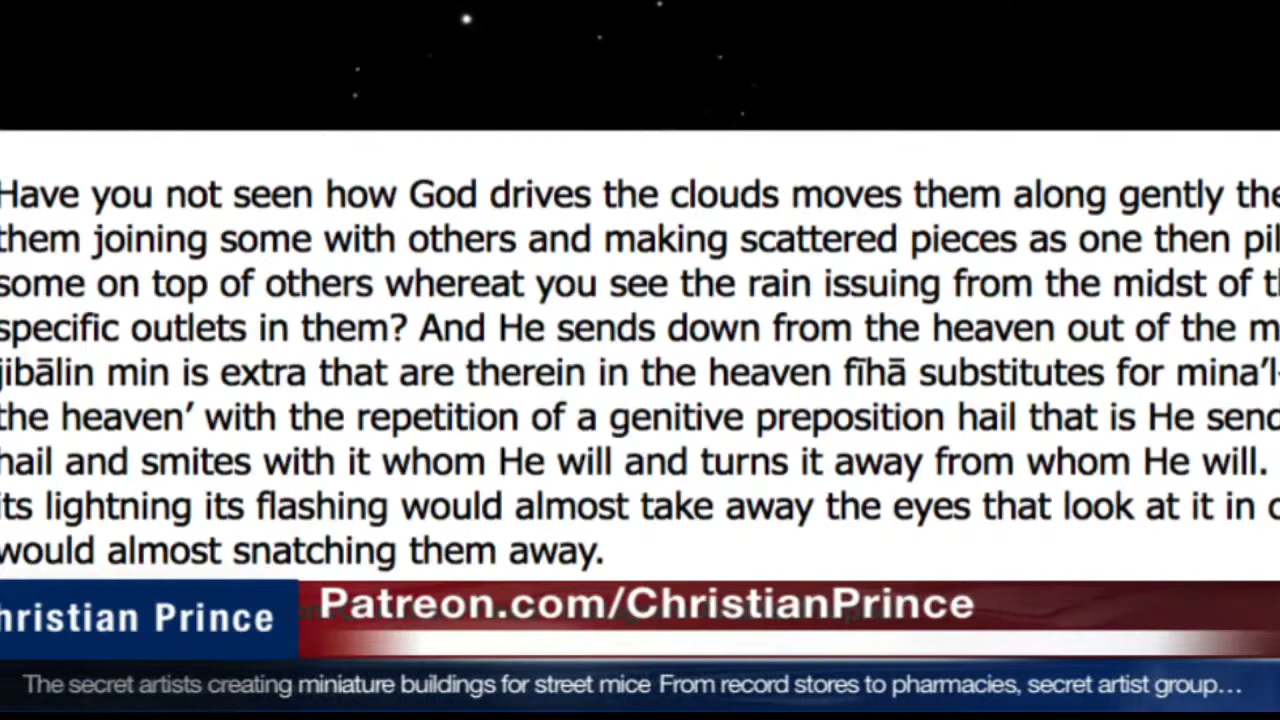 Have you not seen how God drives the clouds moves them along gently the
them joining some with others and making scattered pieces as one then pil
some on top of others whereat you see the rain issuing from the midst of t
specific outlets in them? And He sends down from the heaven out of the m
jibālin min is extra that are therein in the heaven fīhā substitutes for mina’l-
the heaven’ with the repetition of a genitive preposition hail that is He send
hail and smites with it whom He will and turns it away from whom He will.
its lightning its flashing would almost take away the eyes that look at it in
would almost snatching them away.
hristian Prince
Patreon.com/ChristianPrince
The secret artists creating miniature buildings for street mice From record stores to pharmacies, secret artist group…